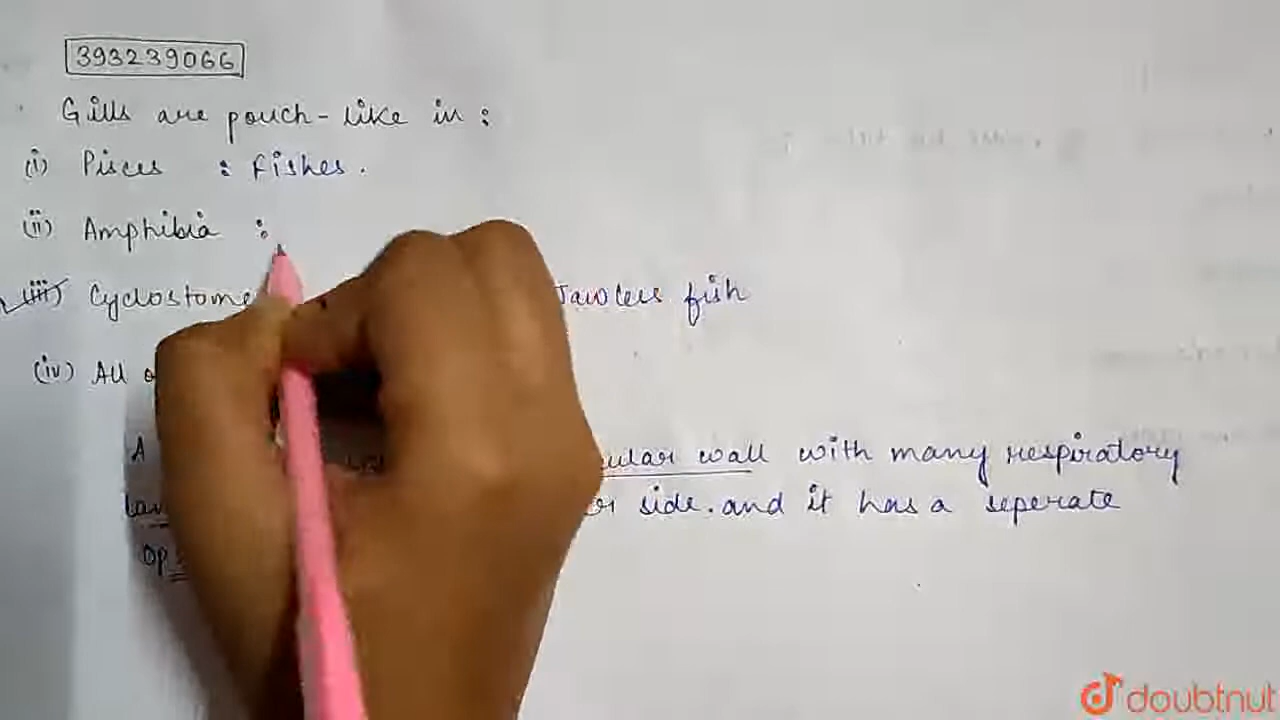 393239066
Gills are pouch-like in :
(i) Pisces : Fishes.
(ii) Amphibia :
(iii) Cyclostome Jawless fish
(iv) All
A wall with many respiratory
side. and it has a seperate
Op
doubtnut